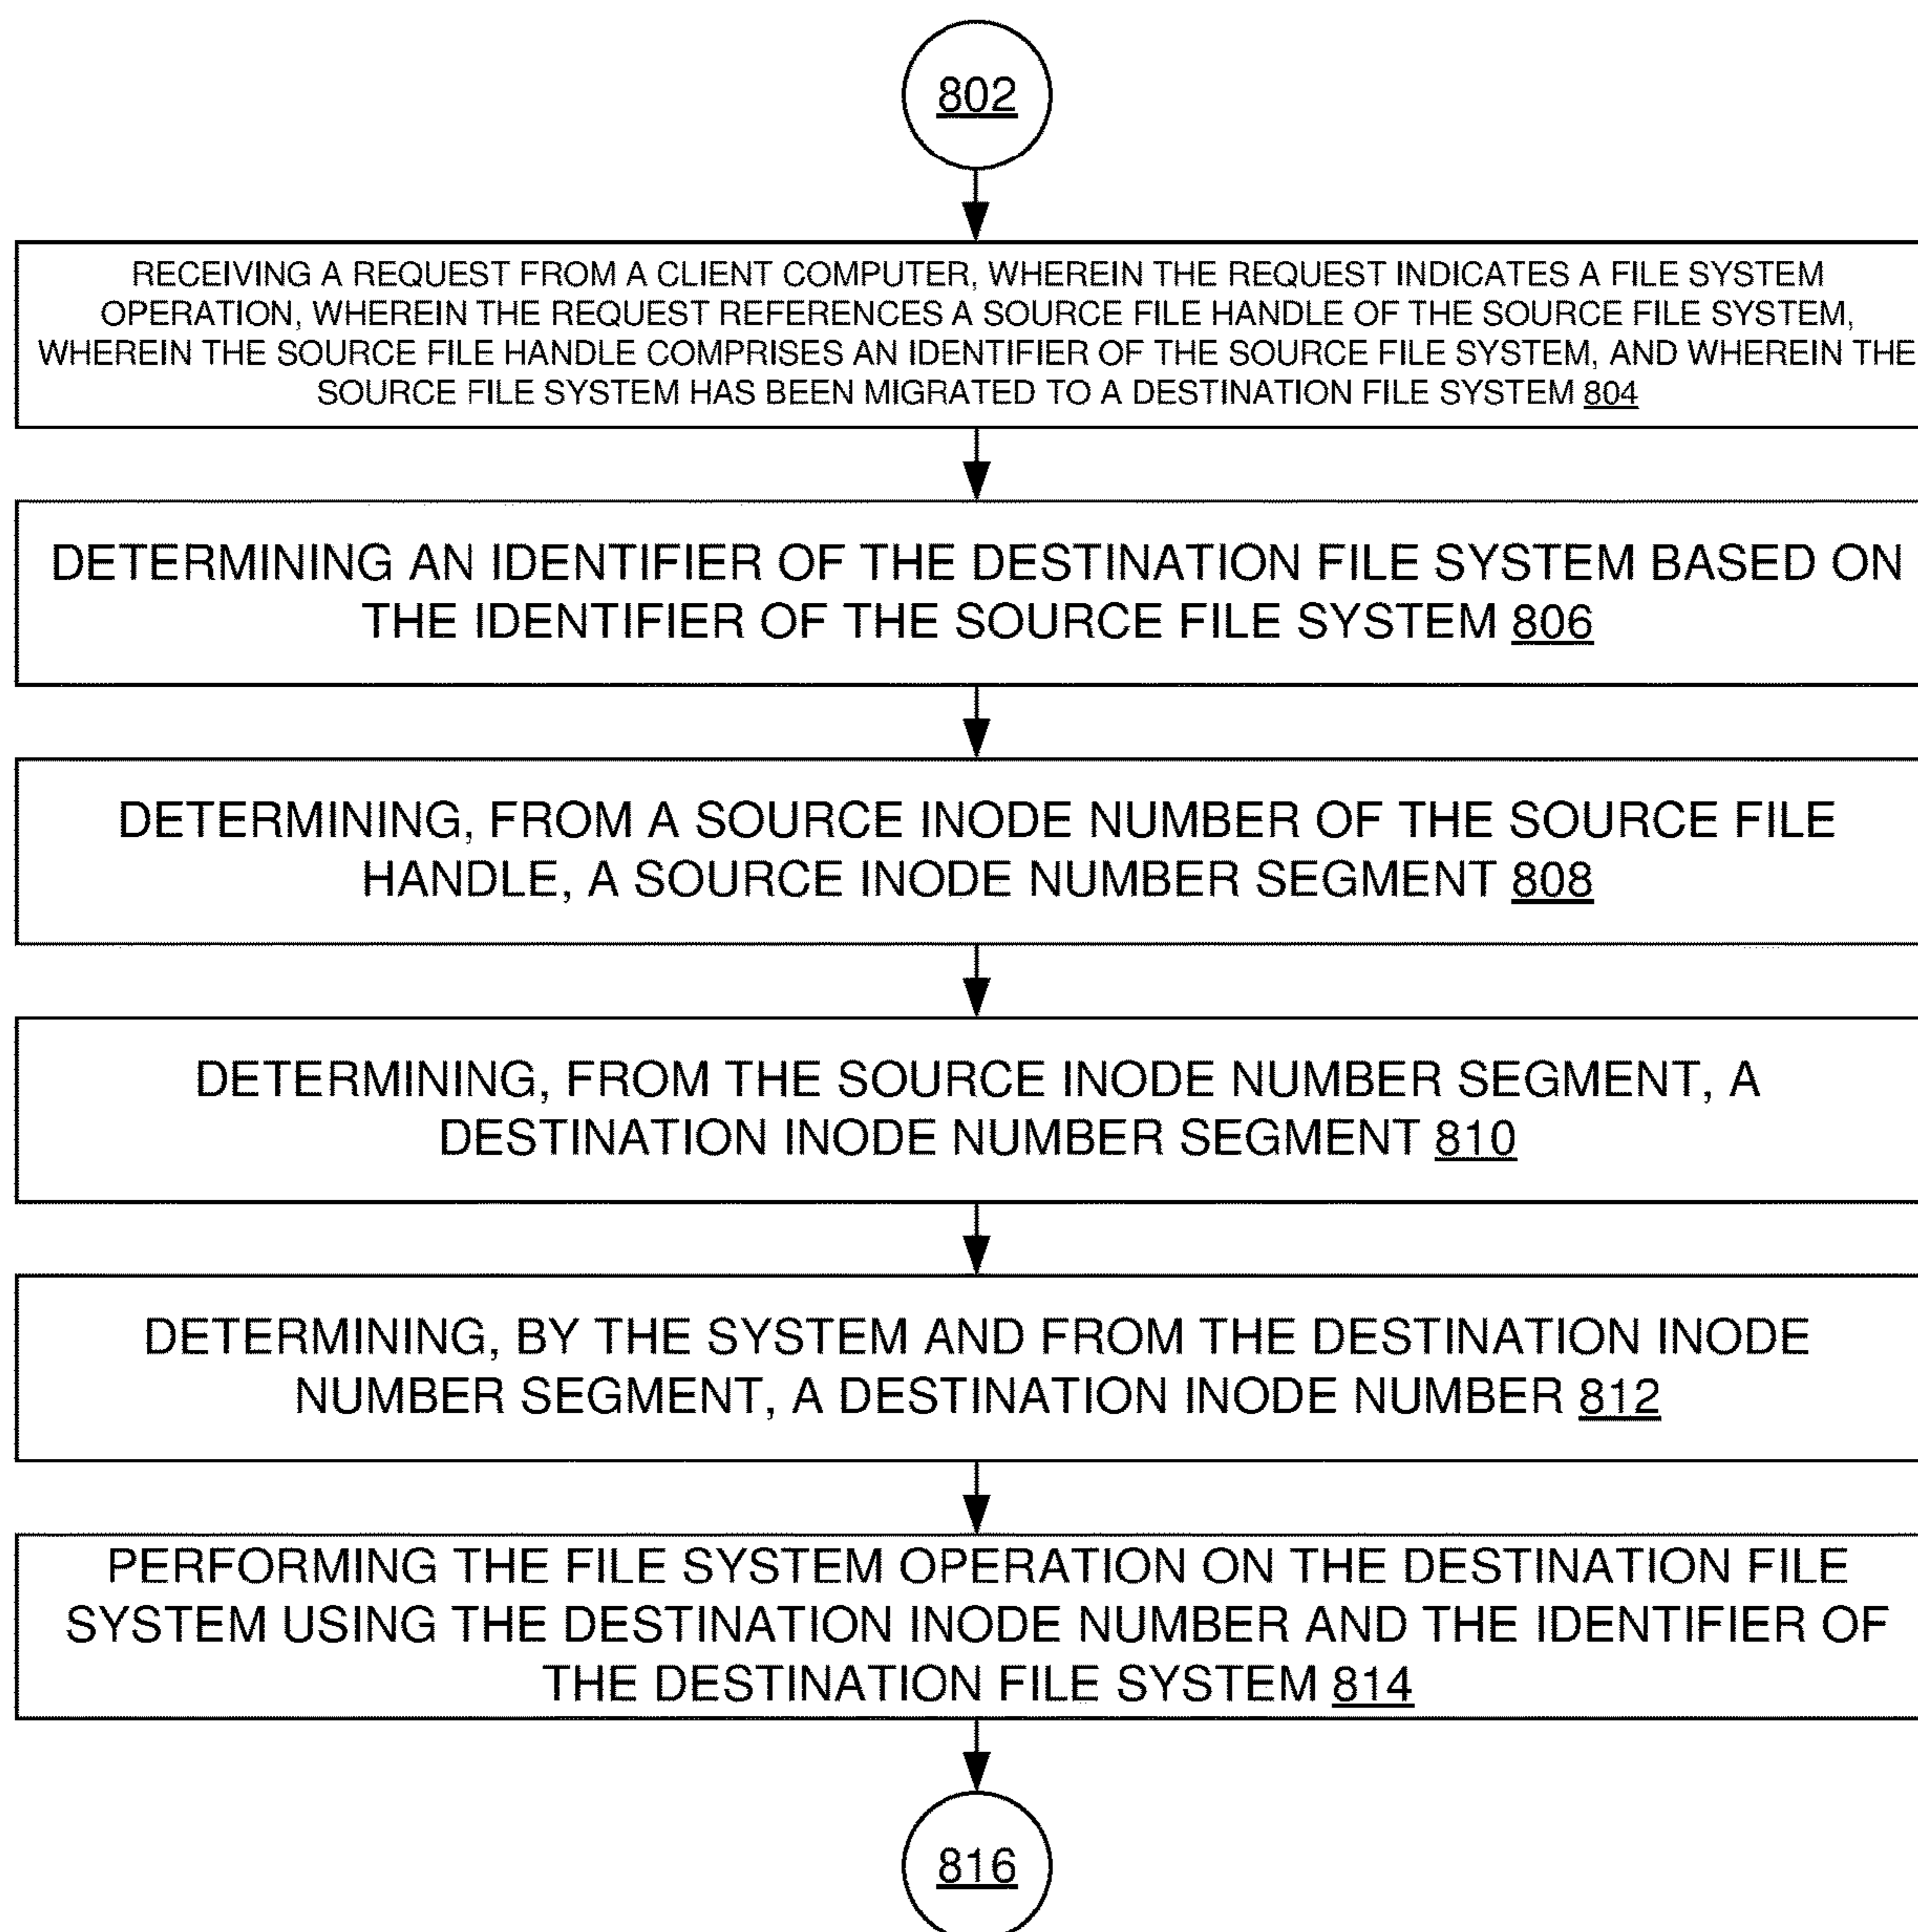 802
RECEIVING A REQUEST FROM A CLIENT COMPUTER, WHEREIN THE REQUEST INDICATES A FILE SYSTEM
OPERATION, WHEREIN THE REQUEST REFERENCES A SOURCE FILE HANDLE OF THE SOURCE FILE SYSTEM,
WHEREIN THE SOURCE FILE HANDLE COMPRISES AN IDENTIFIER OF THE SOURCE FILE SYSTEM, AND WHEREIN THE
SOURCE FILE SYSTEM HAS BEEN MIGRATED TO A DESTINATION FILE SYSTEM 804
DETERMINING AN IDENTIFIER OF THE DESTINATION FILE SYSTEM BASED ON
THE IDENTIFIER OF THE SOURCE FILE SYSTEM 806
DETERMINING, FROM A SOURCE INODE NUMBER OF THE SOURCE FILE
HANDLE, A SOURCE INODE NUMBER SEGMENT 808
DETERMINING, FROM THE SOURCE INODE NUMBER SEGMENT, A
DESTINATION INODE NUMBER SEGMENT 810
DETERMINING, BY THE SYSTEM AND FROM THE DESTINATION INODE
NUMBER SEGMENT, A DESTINATION INODE NUMBER 812
PERFORMING THE FILE SYSTEM OPERATION ON THE DESTINATION FILE
SYSTEM USING THE DESTINATION INODE NUMBER AND THE IDENTIFIER OF
THE DESTINATION FILE SYSTEM 814
816